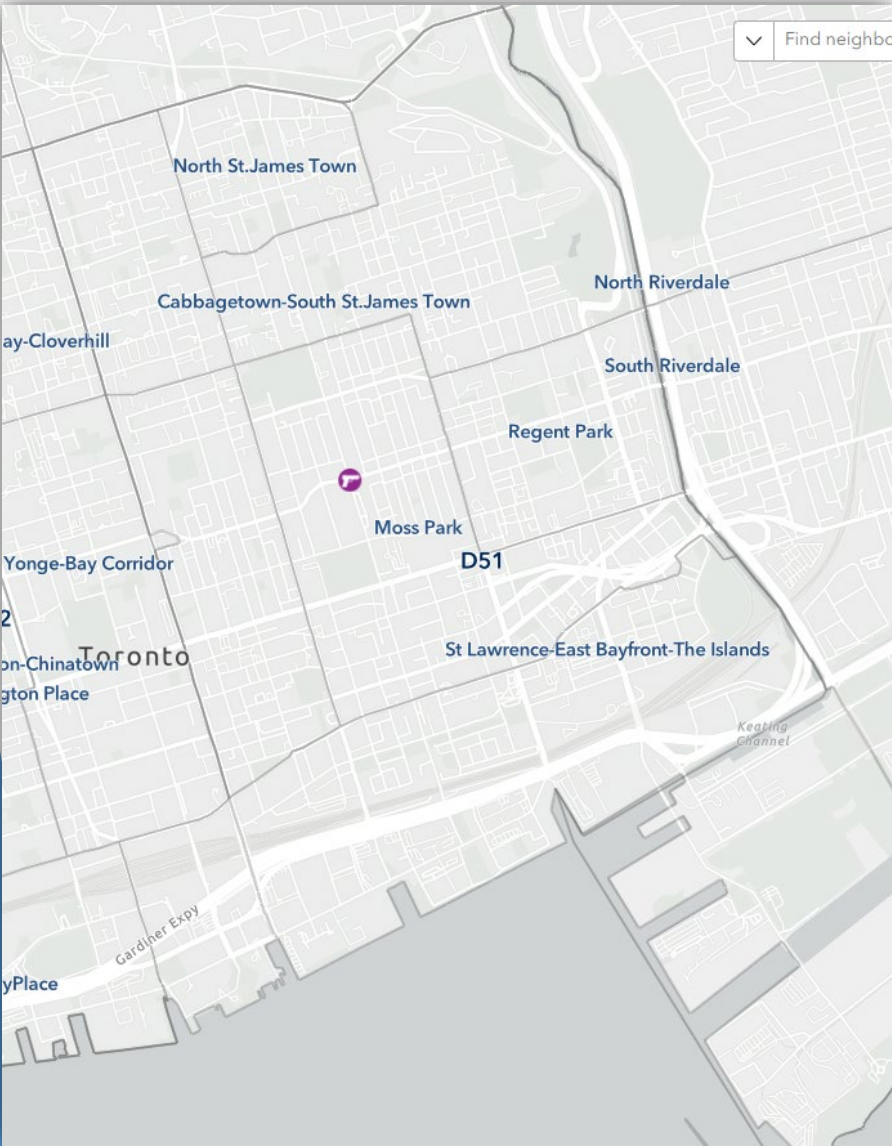 Find neighbo
North St.James Town
North Riverdale
Cabbagetown-South St.James Town
ay-Cloverhill
South Riverdale
Regent Park
Moss Park
D51
Yonge-Bay Corridor
2
Toronto
on-Chinatown
St Lawrence-East Bayfront-The Islands
gton Place
Keating
Channel
Gardiner Expy
yPlace